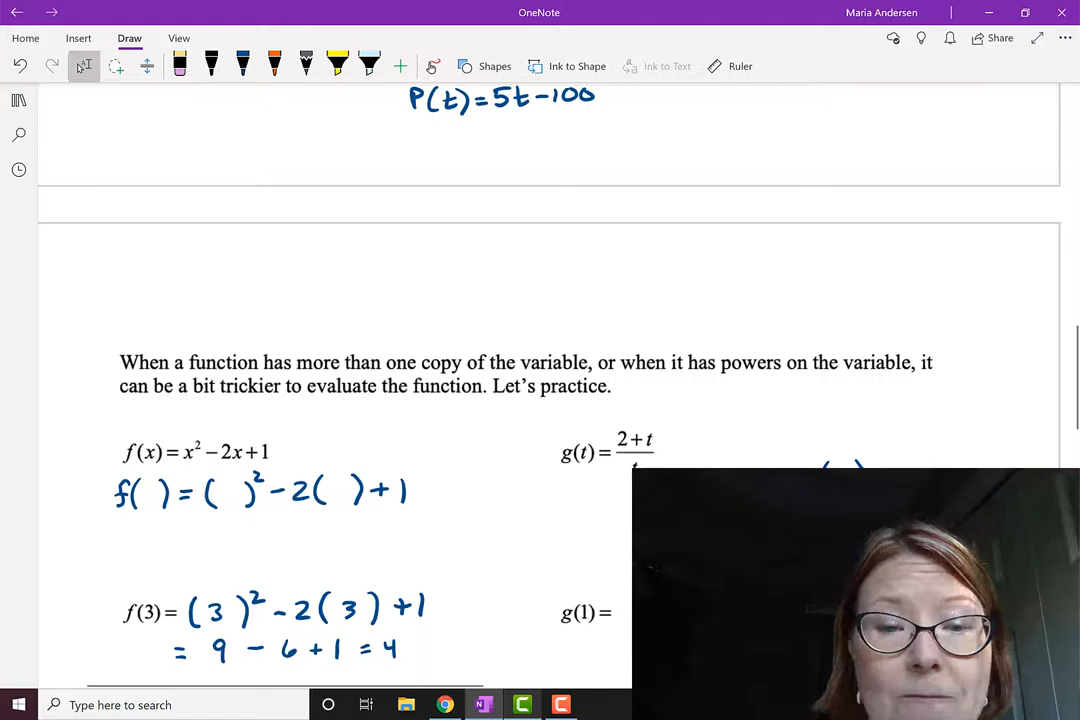 OneNote
Maria Andersen
Home Insert Draw View
Share
Shapes Ink to Shape Ink to Text Ruler
P(t)=5t-100
When a function has more than one copy of the variable, or when it has powers on the variable, it
can be a bit trickier to evaluate the function. Let's practice.
f(x) = x² − 2x + 1
f( ) = ( )² - 2( ) + 1
f(3) = (3)² - 2(3) + 1
= 9 - 6 + 1 = 4
g(t) = 2+t
g(1) =
Type here to search